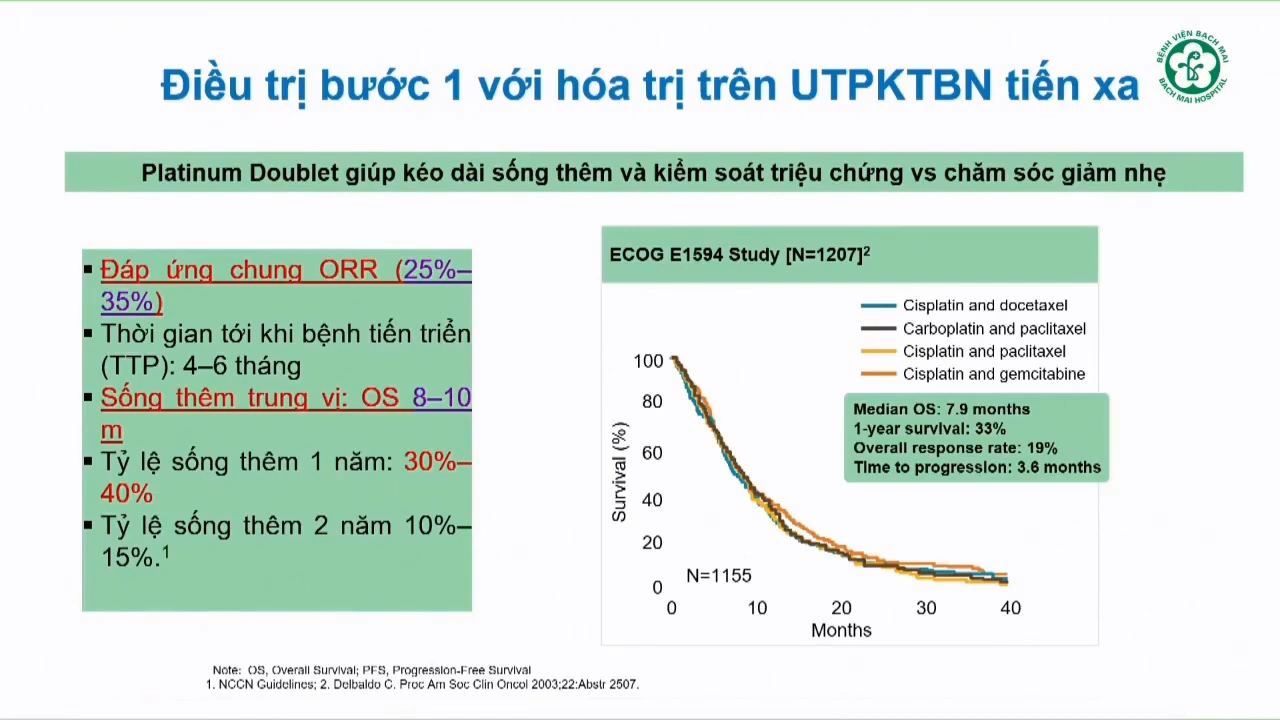 BỆNH VIỆN BẠCH MAI
BACH MAI HOSPITAL
Điều trị bước 1 với hóa trị trên UTPKTBN tiến xa
Platinum Doublet giúp kéo dài sống thêm và kiểm soát triệu chứng vs chăm sóc giảm nhẹ
▪ Đáp ứng chung ORR (25%–
35%)
▪ Thời gian tới khi bệnh tiến triển
(TTP): 4–6 tháng
▪ Sống thêm trung vị: OS 8–10
m
▪ Tỷ lệ sống thêm 1 năm: 30%–
40%
▪ Tỷ lệ sống thêm 2 năm 10%–
15%.1
ECOG E1594 Study [N=1207]2
Cisplatin and docetaxel
Carboplatin and paclitaxel
Cisplatin and paclitaxel
Cisplatin and gemcitabine
Median OS: 7.9 months
1-year survival: 33%
Overall response rate: 19%
Time to progression: 3.6 months
Survival (%)
100
80
60
40
20
0
N=1155
0 10 20 30 40
Months
Note: OS, Overall Survival; PFS, Progression-Free Survival
1. NCCN Guidelines; 2. Delbaldo C. Proc Am Soc Clin Oncol 2003;22:Abstr 2507.